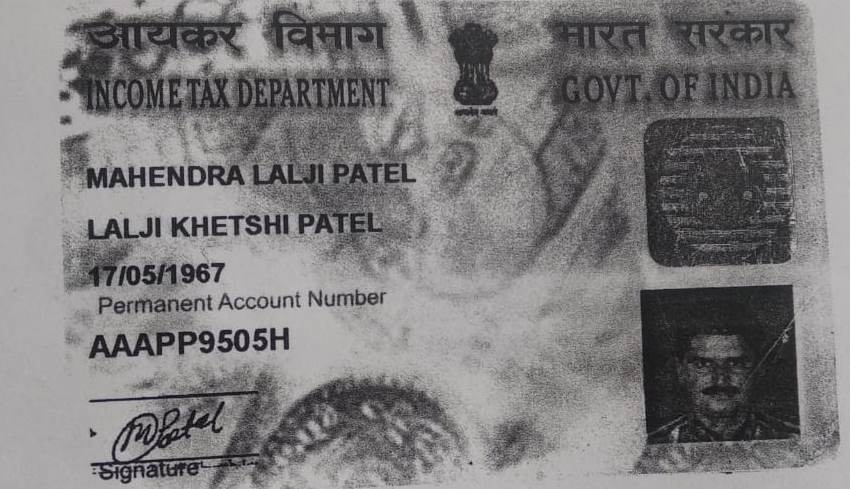 आयकर विभाग
भारत सरकार
INCOME TAX DEPARTMENT
GOVT. OF INDIA
MAHENDRA LALJI PATEL
LALJI KHETSHI PATEL
17/05/1967
Permanent Account Number
AAAPP9505H
Signature